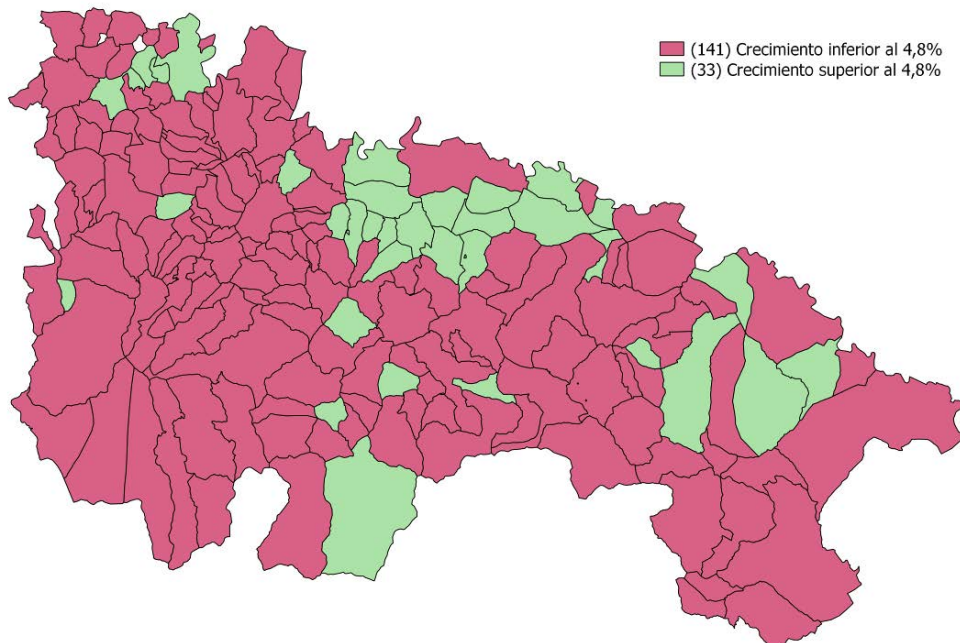 (141) Crecimiento inferior al 4,8%
(33) Crecimiento superior al 4,8%